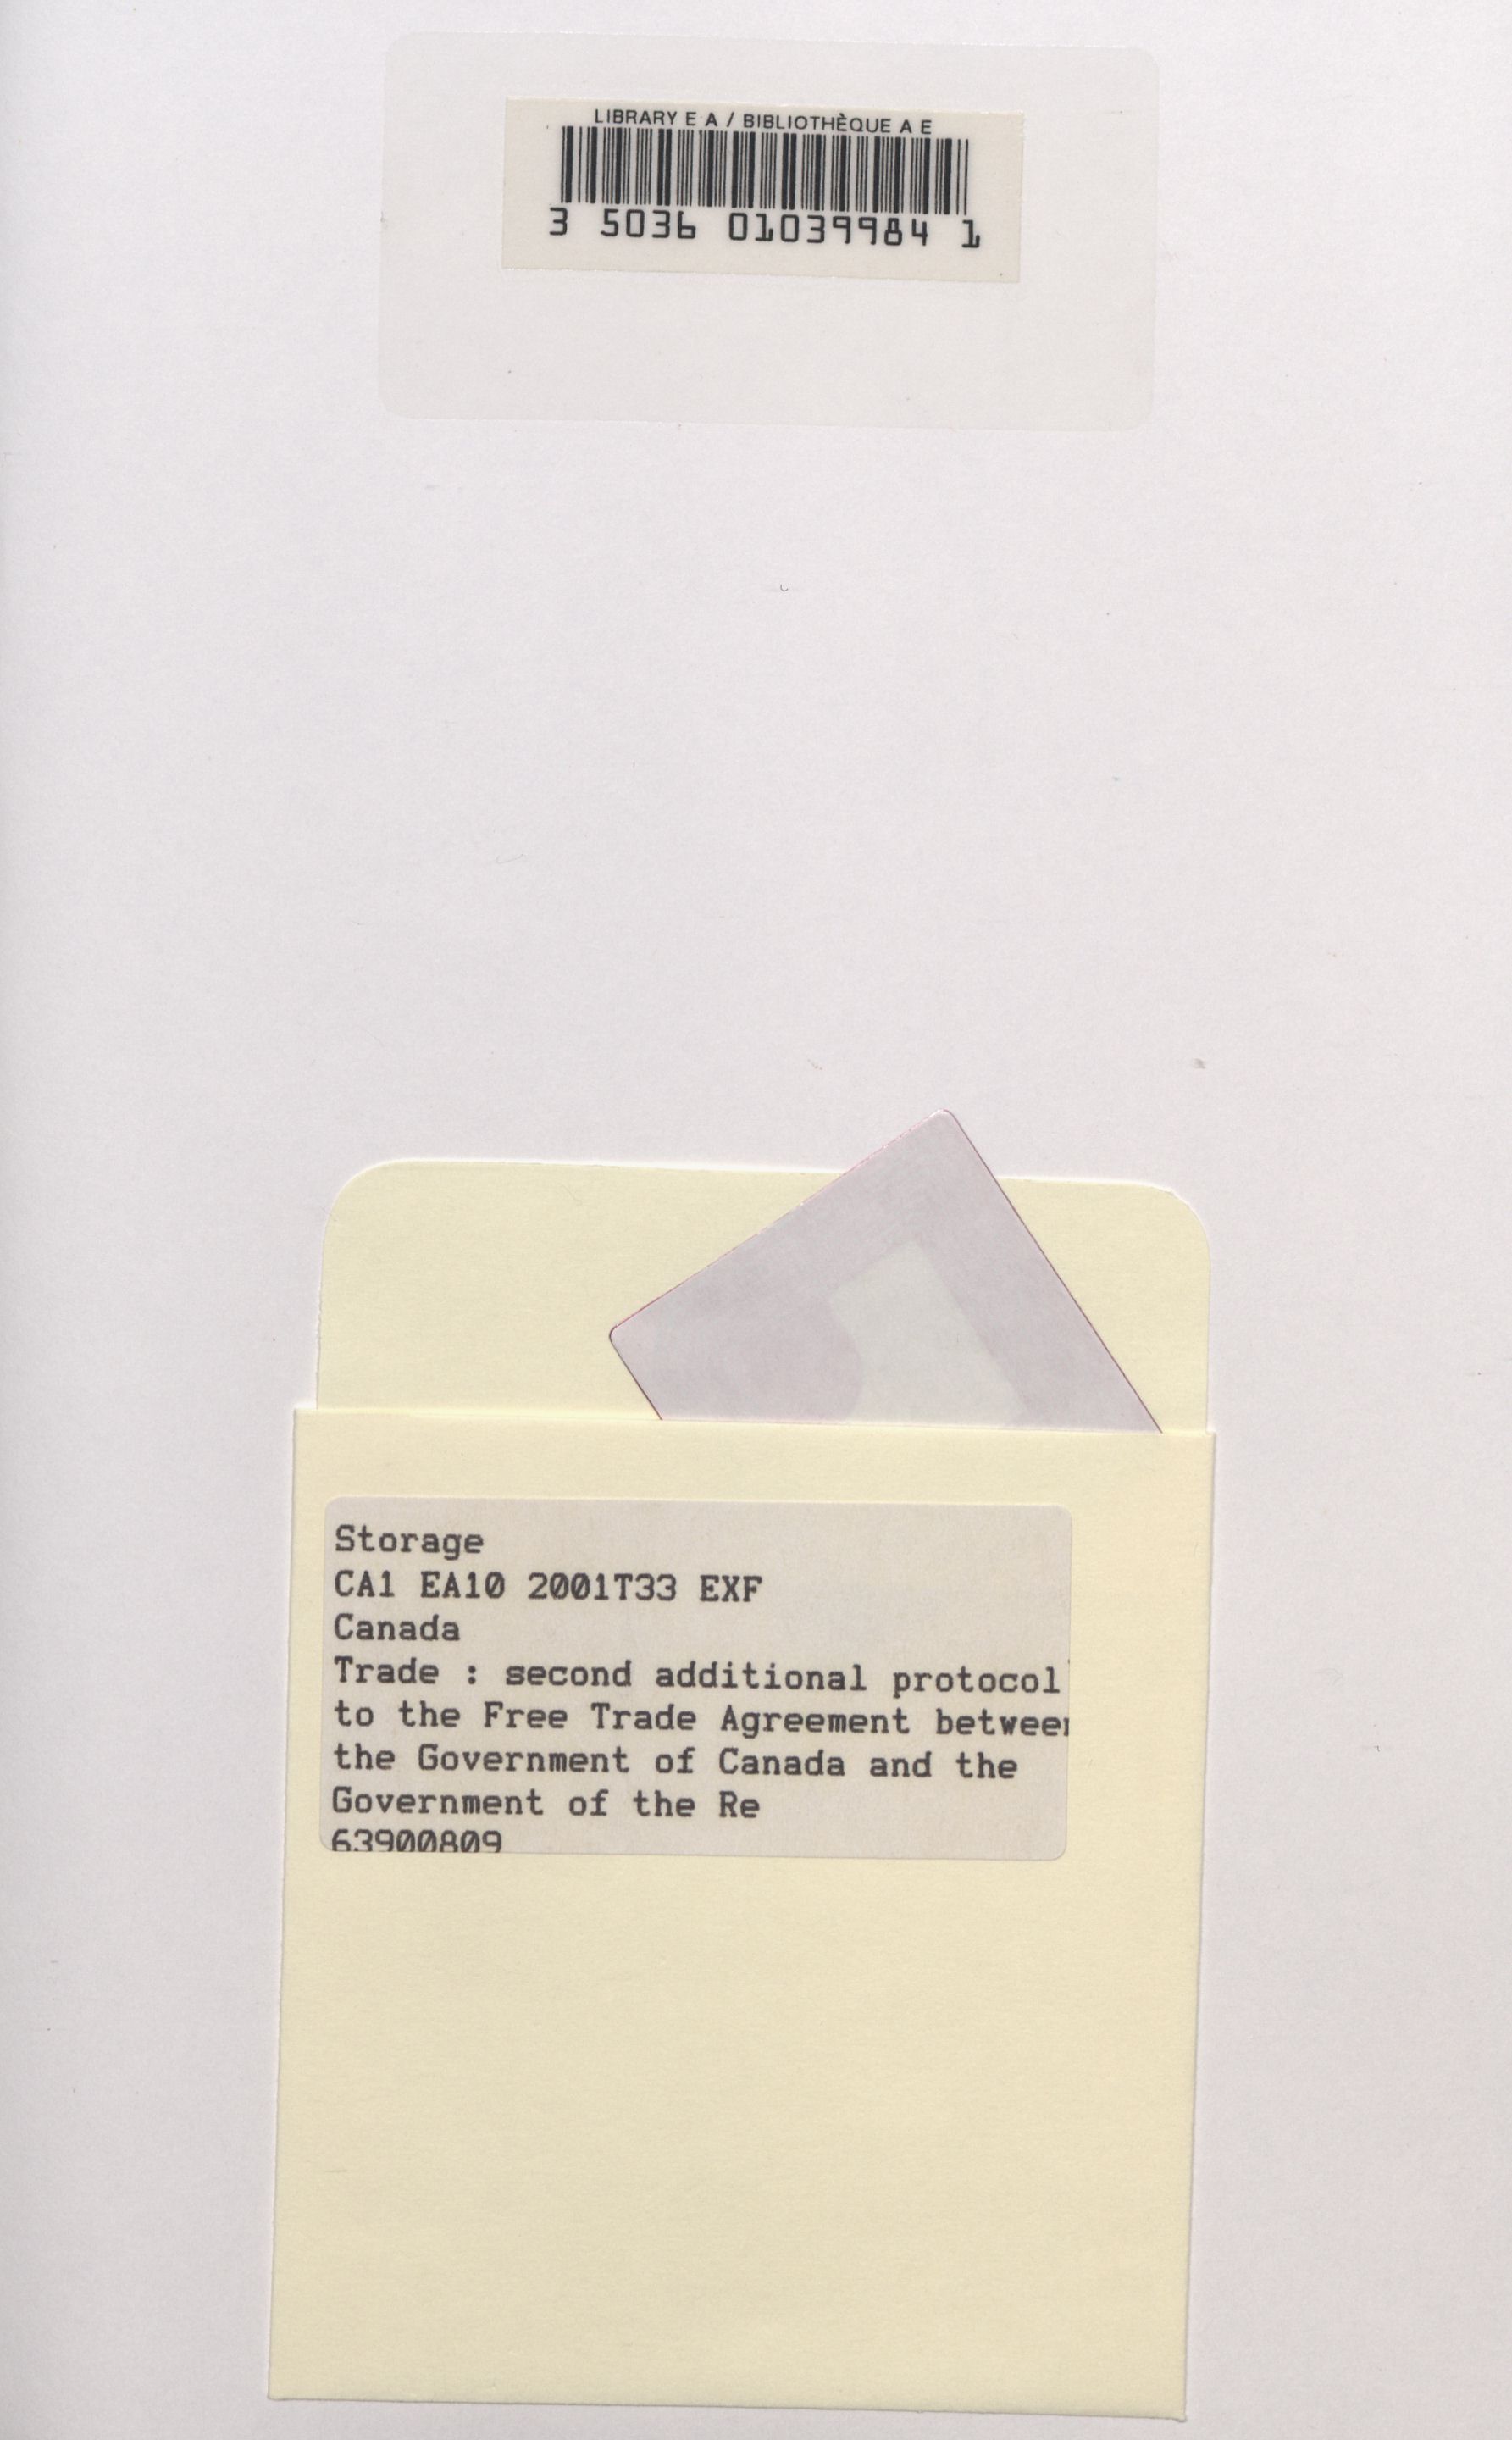 LIBRARY E A / BIBLIOTHÈQUE A E
3 5036 01039984 1
Storage
CA1 EA10 2001T33 EXF
Canada
Trade : second additional protocol
to the Free Trade Agreement between
the Government of Canada and the
Government of the Re
63900809